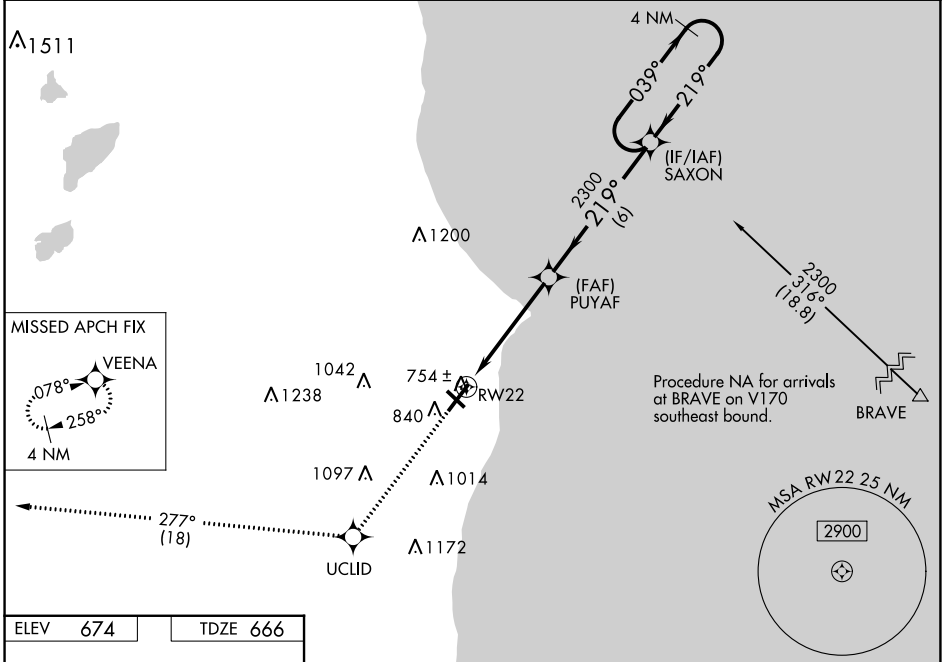 1511
4 NM
039°
219°
(IF/IAF)
SAXON
2300
219°
(6)
1200
(FAF)
PUYAF
2300
316°
(18.8)
MISSED APCH FIX
VEENA
078°
258°
4 NM
1042
754 ±
1238
RW22
840
Procedure NA for arrivals
at BRAVE on V170
southeast bound.
BRAVE
1097
1014
MSA RW 22 25 NM
2900
277°
(18)
1172
UCLID
ELEV 674
TDZE 666